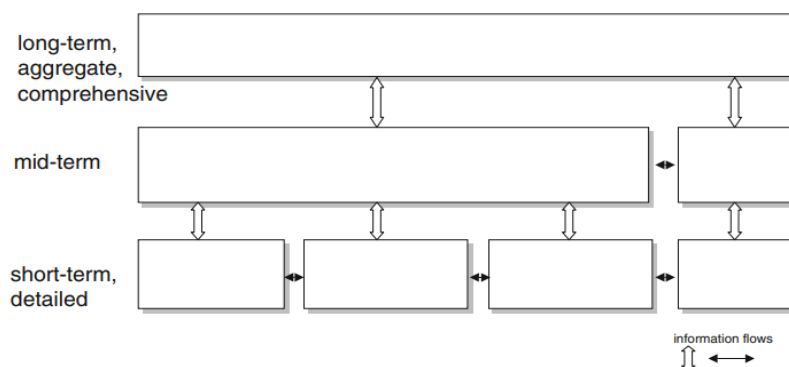 long-term,
aggregate,
comprehensive
mid-term
short-term,
detailed
information flows